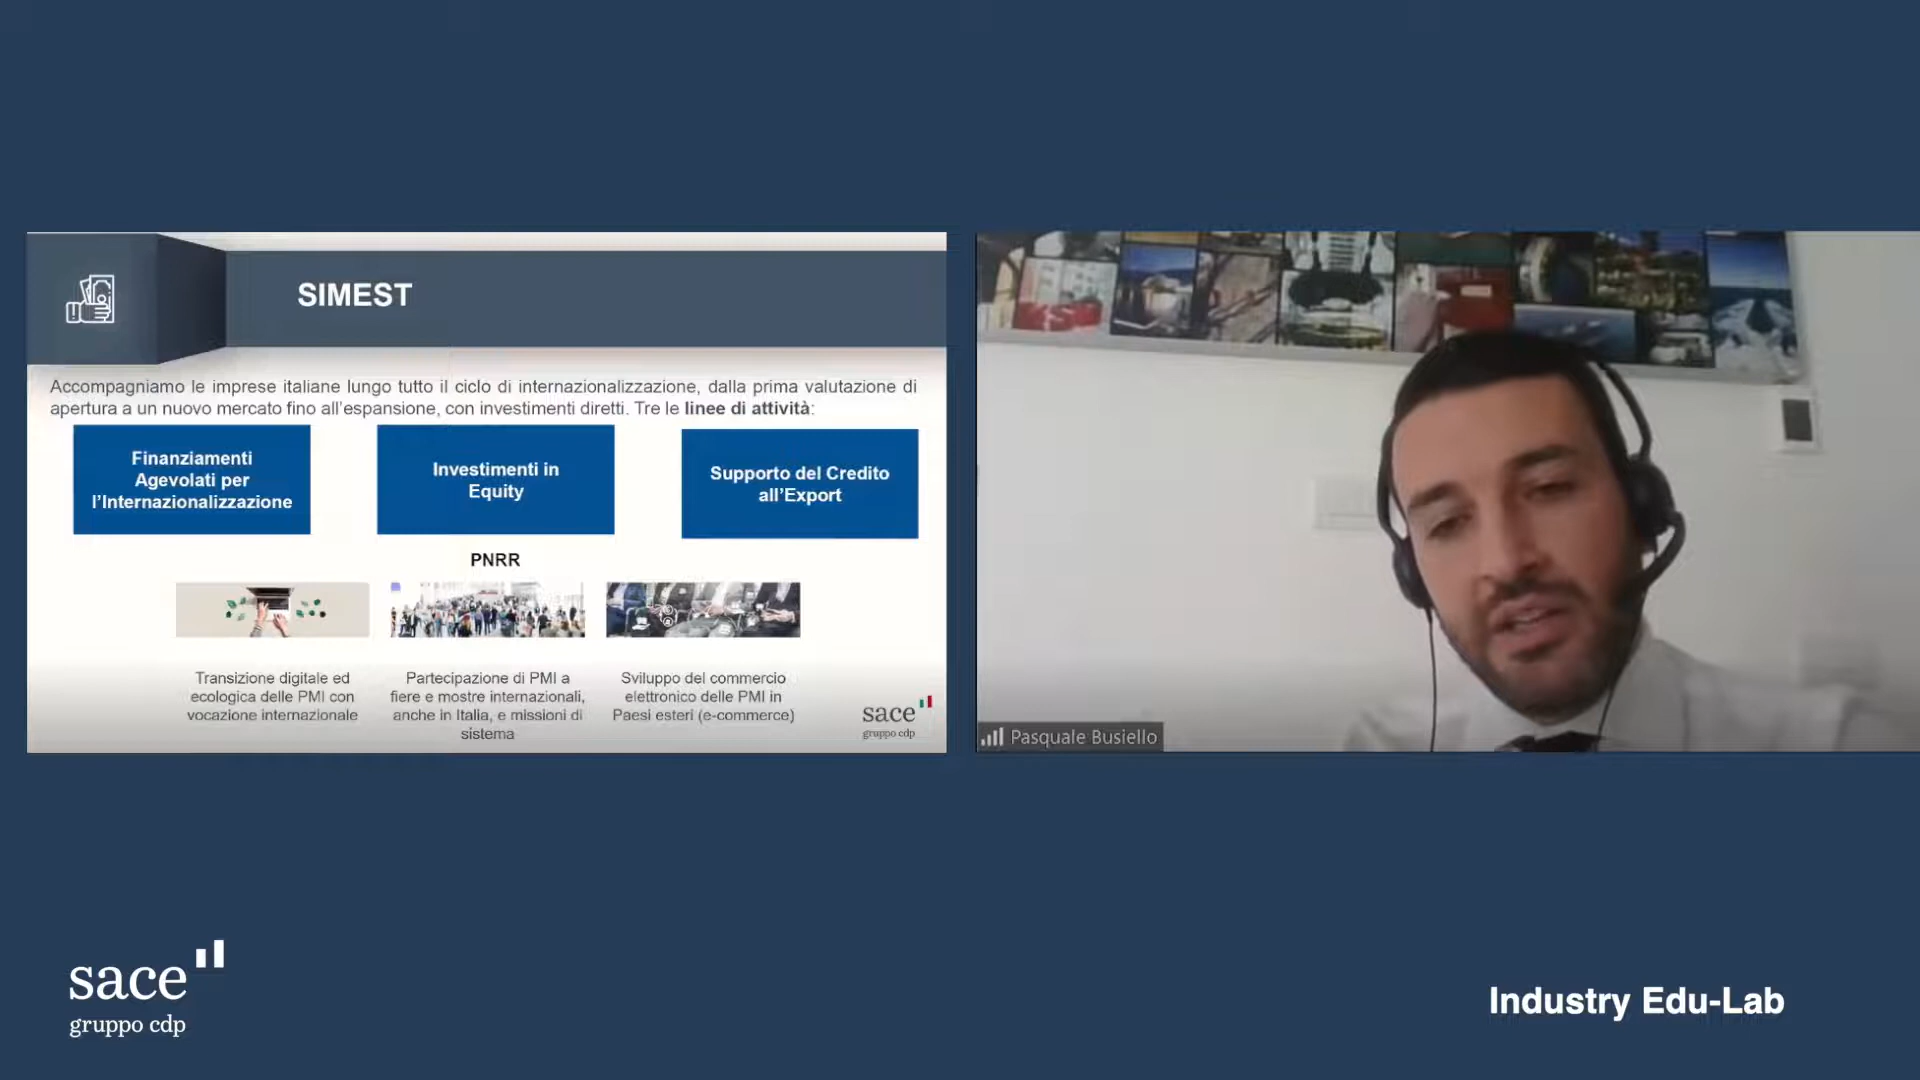 SIMEST
Accompagniamo le imprese italiane lungo tutto il ciclo di internazionalizzazione, dalla prima valutazione di
apertura a un nuovo mercato fino all'espansione, con investimenti diretti. Tre le linee di attività:
Finanziamenti
Agevolati per
l'Internazionalizzazione
Investimenti in
Equity
Supporto del Credito
all'Export
PNRR
Transizione digitale ed
ecologica delle PMI con
vocazione internazionale
Partecipazione di PMI a
fiere e mostre internazionali,
anche in Italia, e missioni di
sistema
Sviluppo del commercio
elettronico delle PMI in
Paesi esteri (e-commerce)
sace
gruppo cdp
Pasquale Busiello
sace
gruppo cdp
Industry Edu-Lab